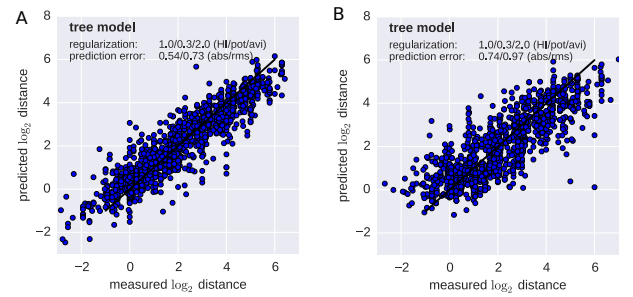 A
tree model
regularization: 1.0/0.3/2.0 (HI/pot/avi)
prediction error: 0.54/0.73 (abs/rms)
predicted log2 distance
6
4
2
0
−2
−2 0 2 4 6
measured log2 distance
B
tree model
regularization: 1.0/0.3/2.0 (HI/pot/avi)
prediction error: 0.74/0.97 (abs/rms)
predicted log2 distance
8
6
4
2
0
−2
−2 0 2 4 6
measured log2 distance